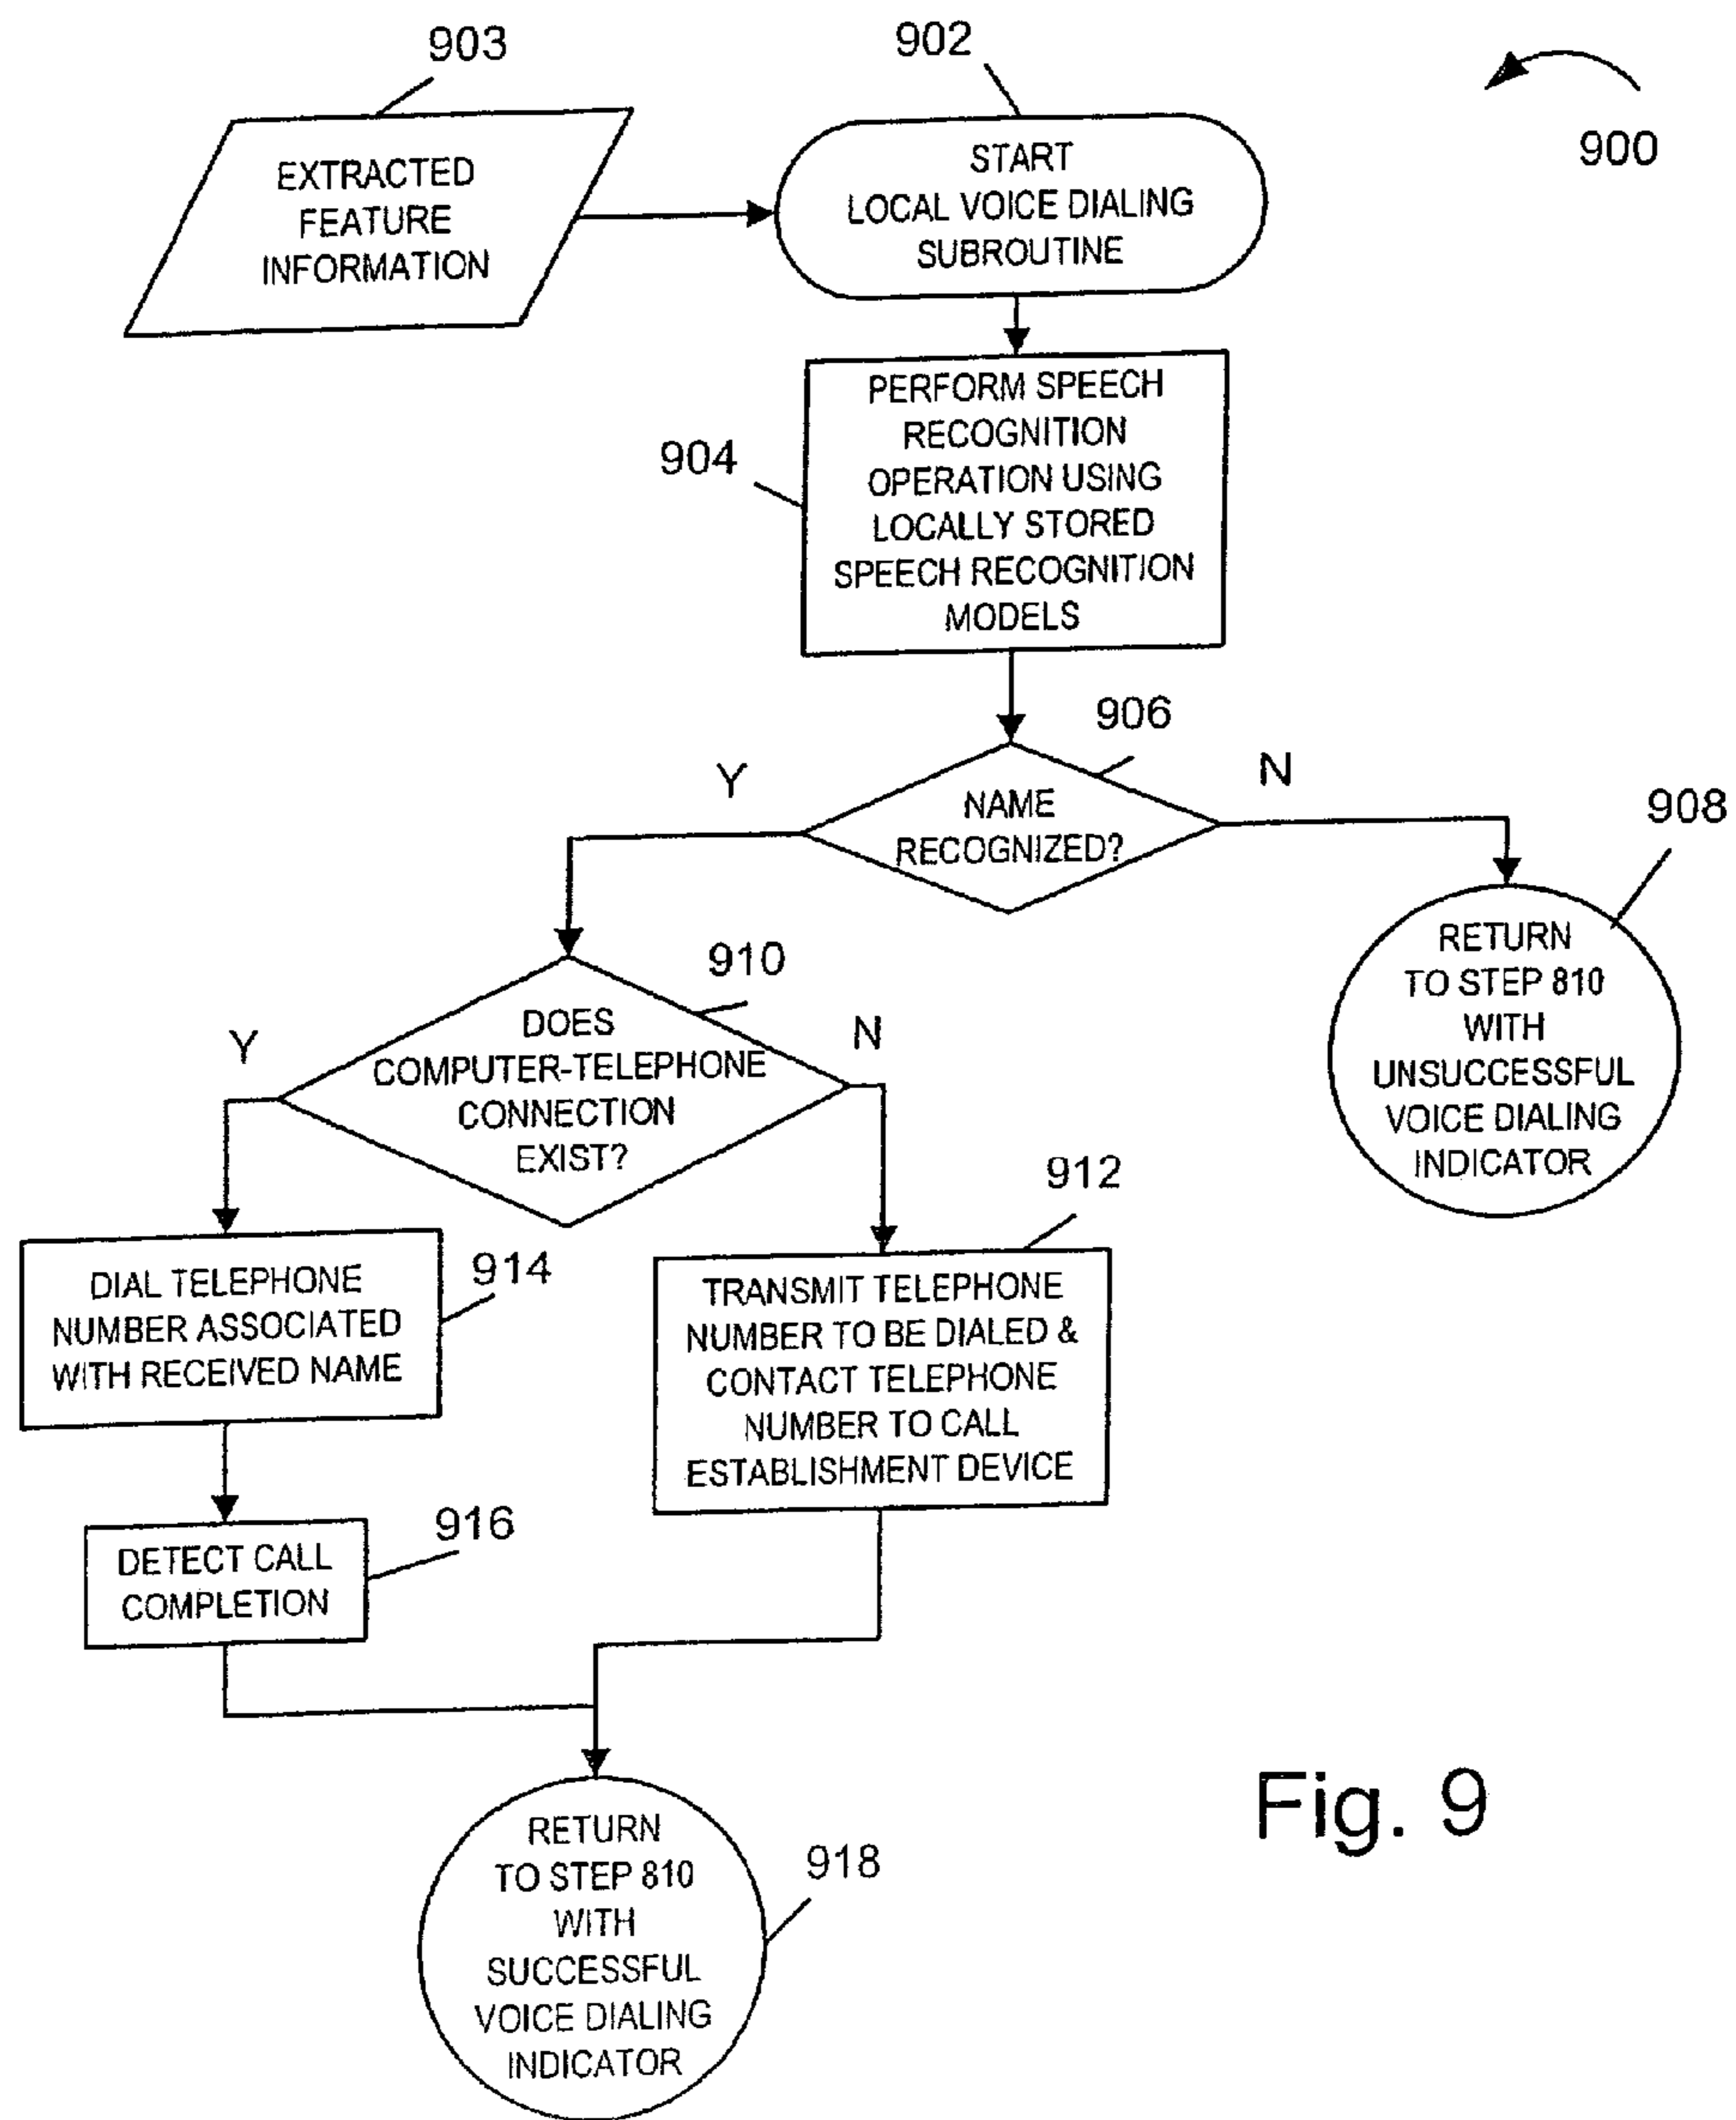 903
902
900
EXTRACTED
FEATURE
INFORMATION
START
LOCAL VOICE DIALING
SUBROUTINE
904
PERFORM SPEECH
RECOGNITION
OPERATION USING
LOCALLY STORED
SPEECH RECOGNITION
MODELS
906
Y
N
NAME
RECOGNIZED?
908
RETURN
TO STEP 810
WITH
UNSUCCESSFUL
VOICE DIALING
INDICATOR
910
Y
N
DOES
COMPUTER-TELEPHONE
CONNECTION
EXIST?
914
DIAL TELEPHONE
NUMBER ASSOCIATED
WITH RECEIVED NAME
912
TRANSMIT TELEPHONE
NUMBER TO BE DIALED &
CONTACT TELEPHONE
NUMBER TO CALL
ESTABLISHMENT DEVICE
916
DETECT CALL
COMPLETION
918
RETURN
TO STEP 810
WITH
SUCCESSFUL
VOICE DIALING
INDICATOR
Fig. 9